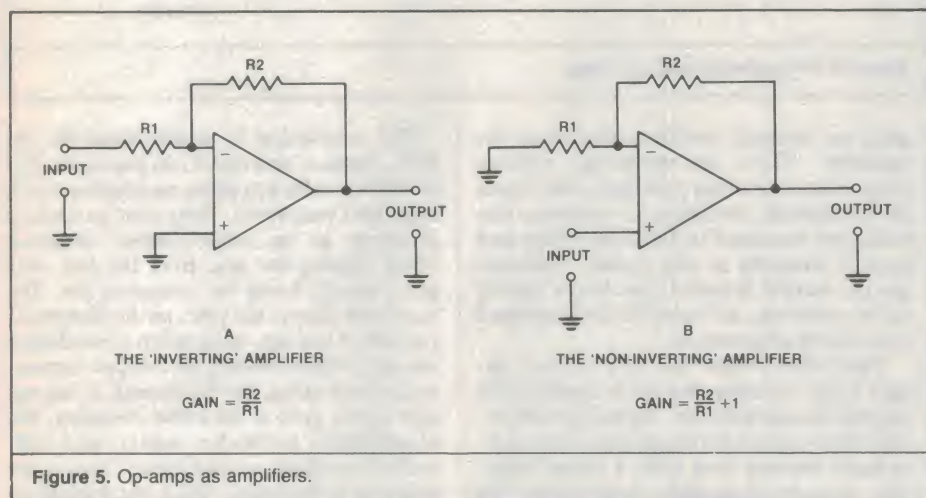 R2
R1
−
+
INPUT
OUTPUT
A
THE 'INVERTING' AMPLIFIER
GAIN = R2/R1
R2
R1
−
+
INPUT
OUTPUT
B
THE 'NON-INVERTING' AMPLIFIER
GAIN = R2/R1 +1
Figure 5. Op-amps as amplifiers.